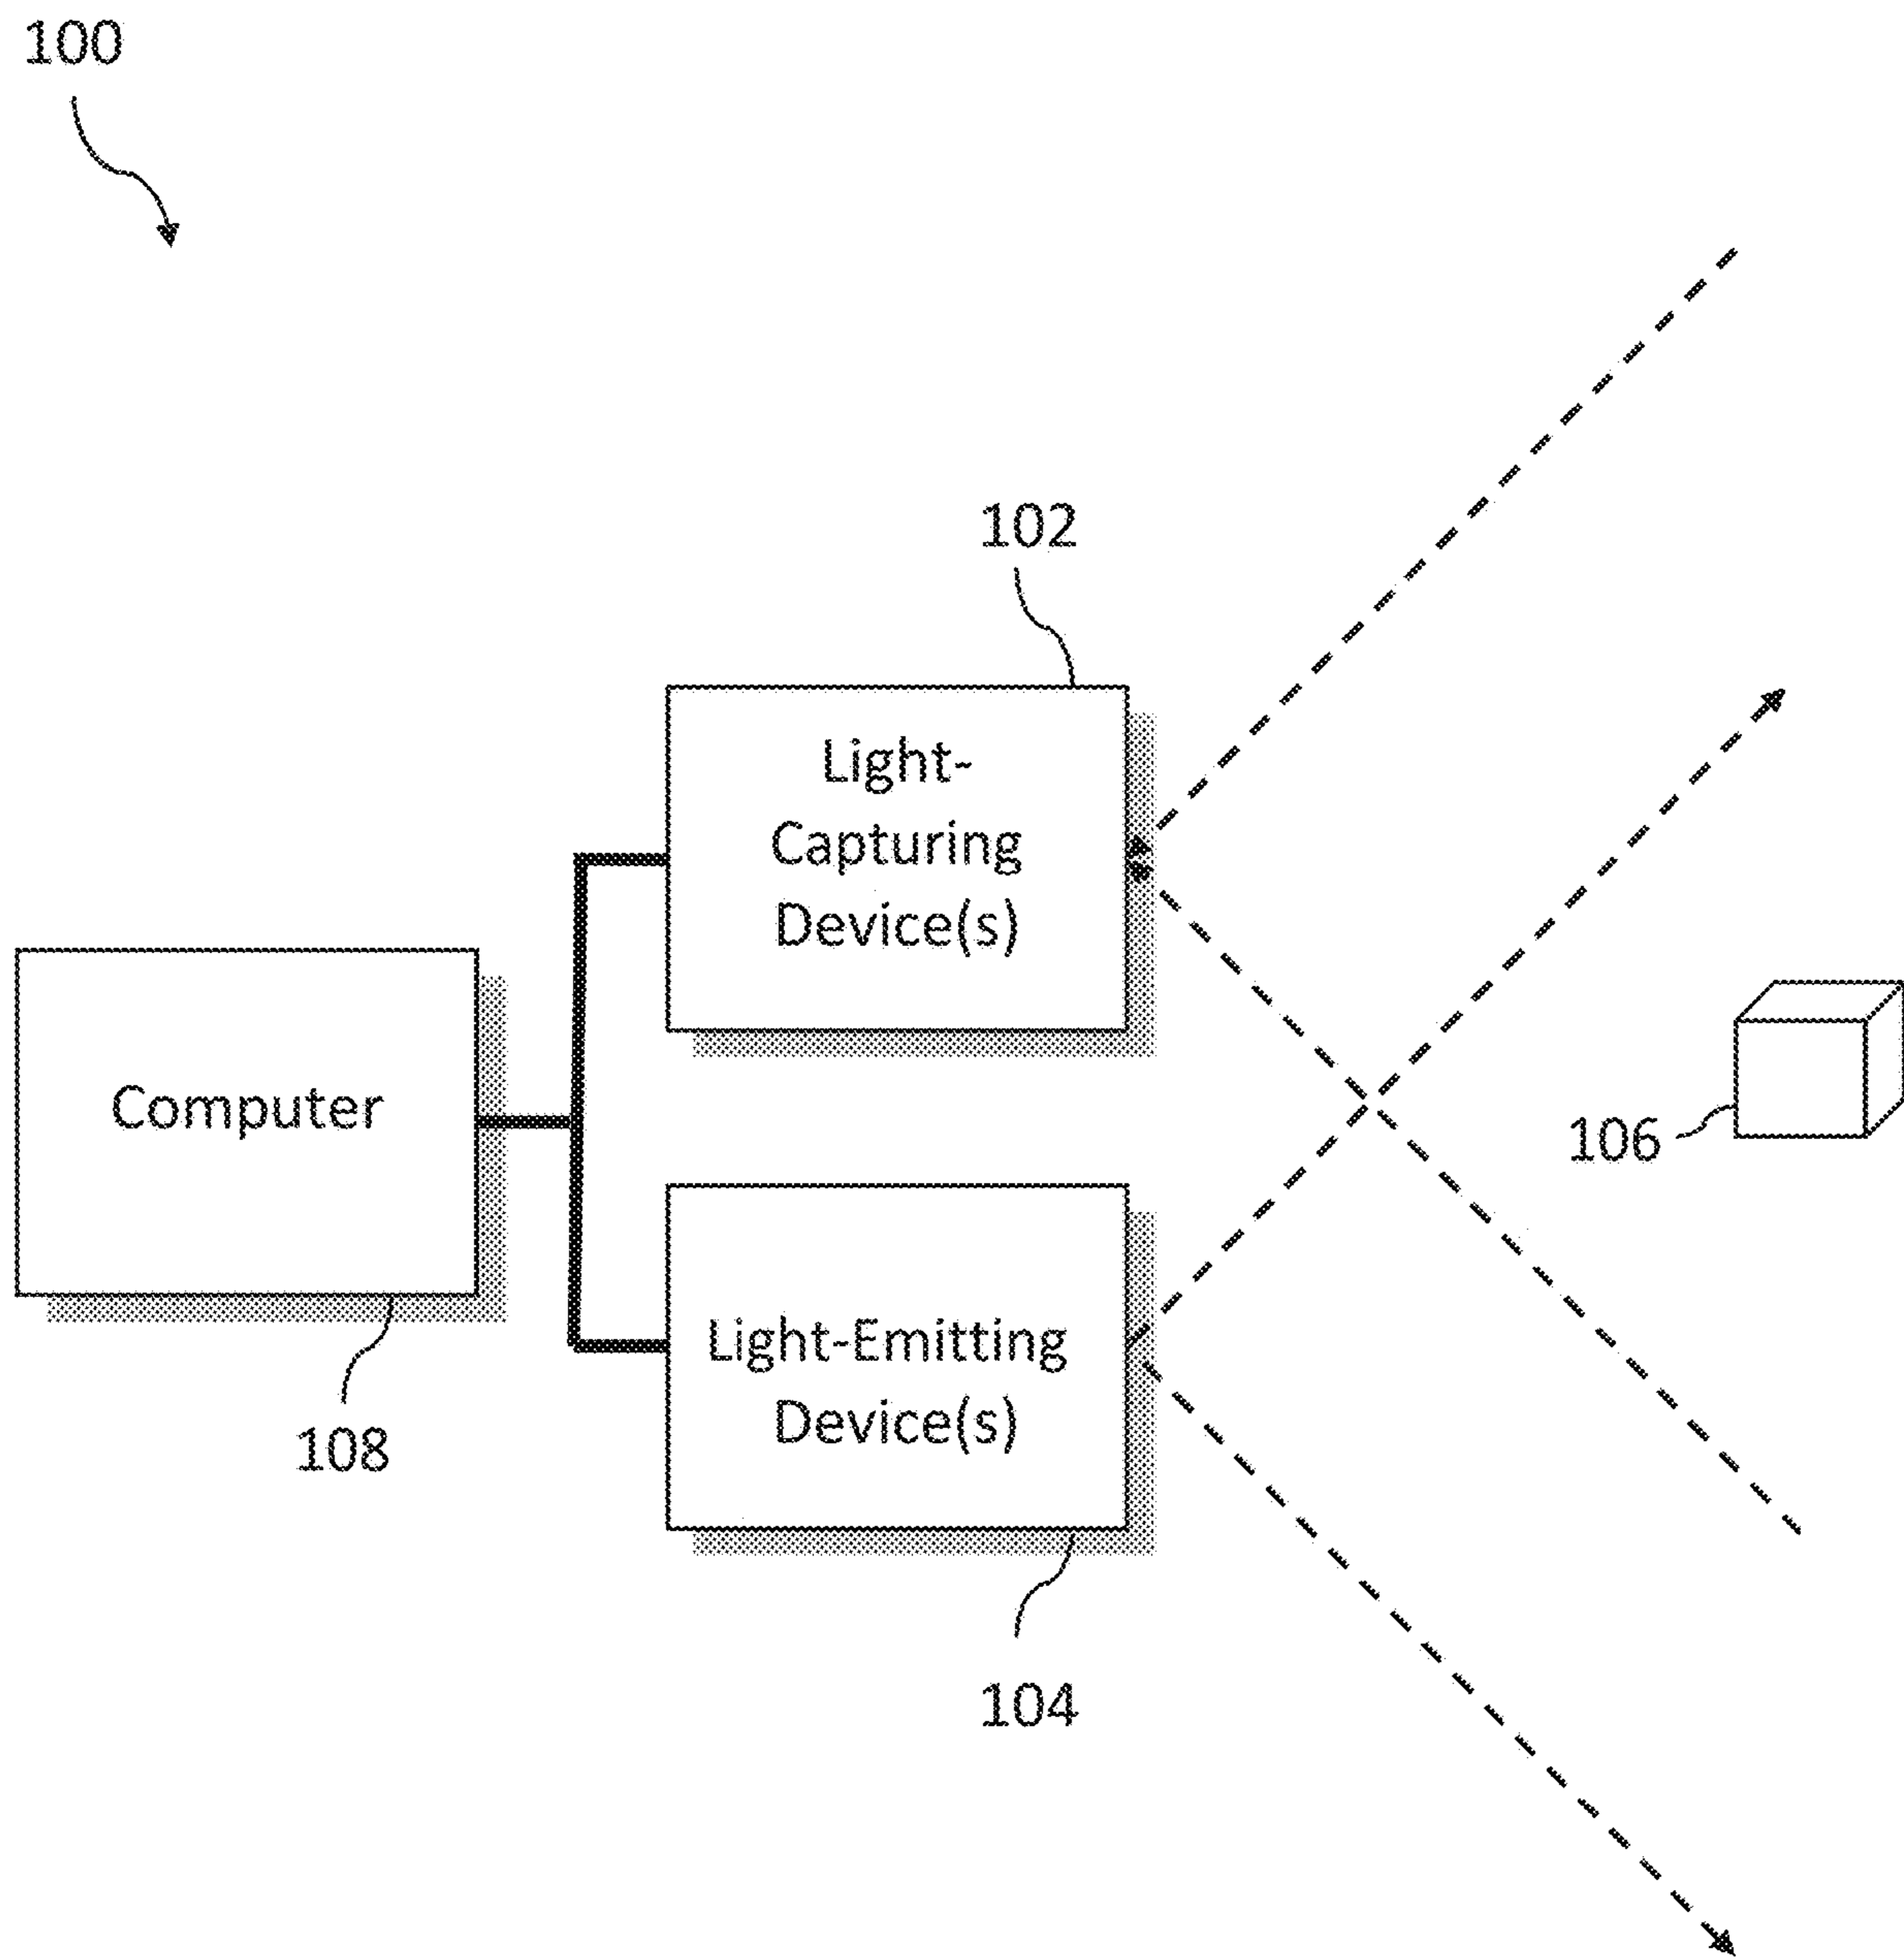 100
102
Light-
Capturing
Device(s)
Computer
106
Light-Emitting
Device(s)
108
104